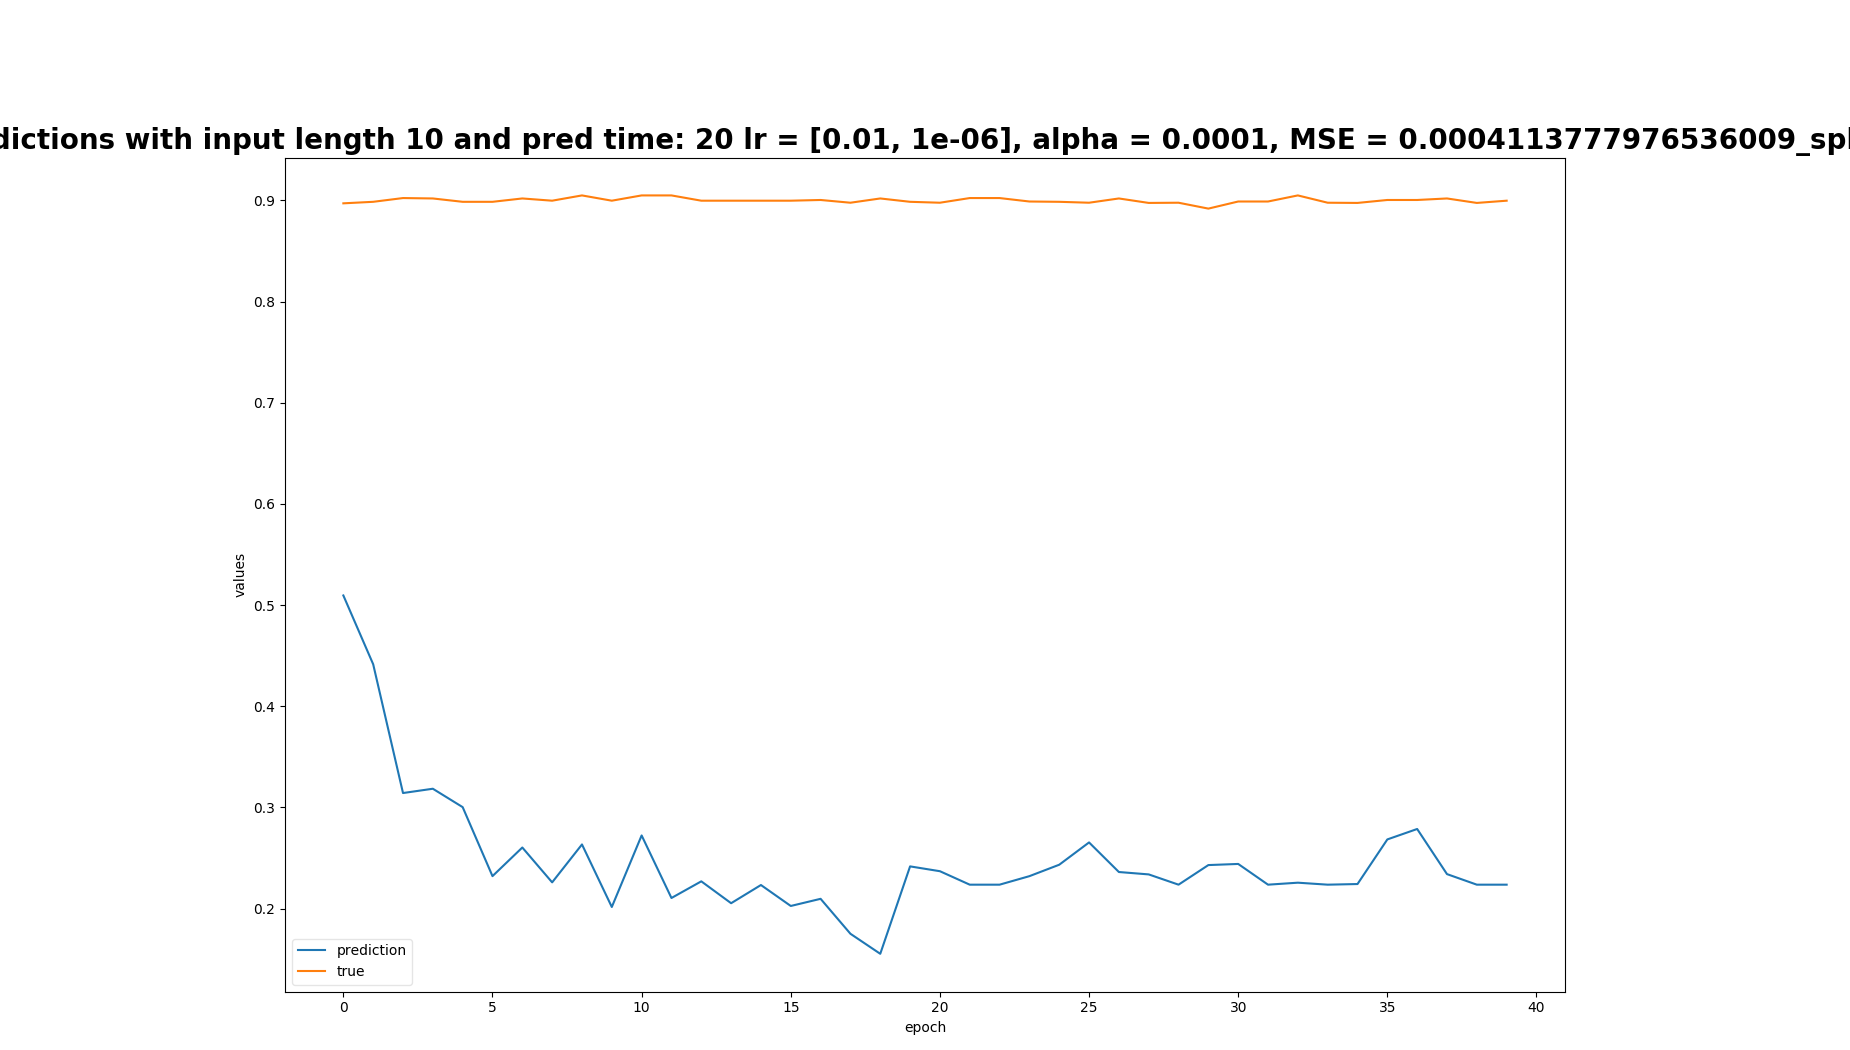 dictions with input length 10 and pred time: 20 lr = [0.01, 1e-06], alpha = 0.0001, MSE = 0.0004113777976536009_spl
0.9
0.8
0.7
0.6
0.5
0.4
0.3
0.2
values
prediction
true
0 5 10 15 20 25 30 35 40
epoch